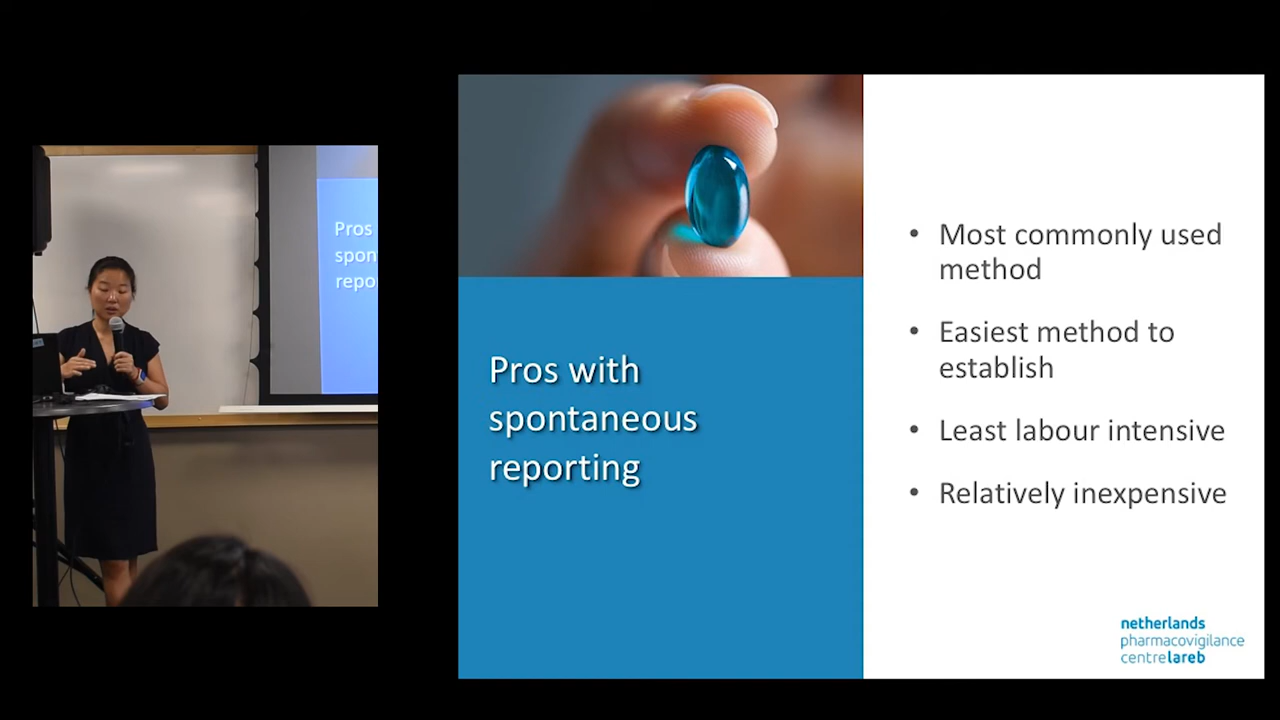 Pros
spon
repo
Pros with
spontaneous
reporting
• Most commonly used
method
• Easiest method to
establish
• Least labour intensive
• Relatively inexpensive
netherlands
pharmacovigilance
centre lareb